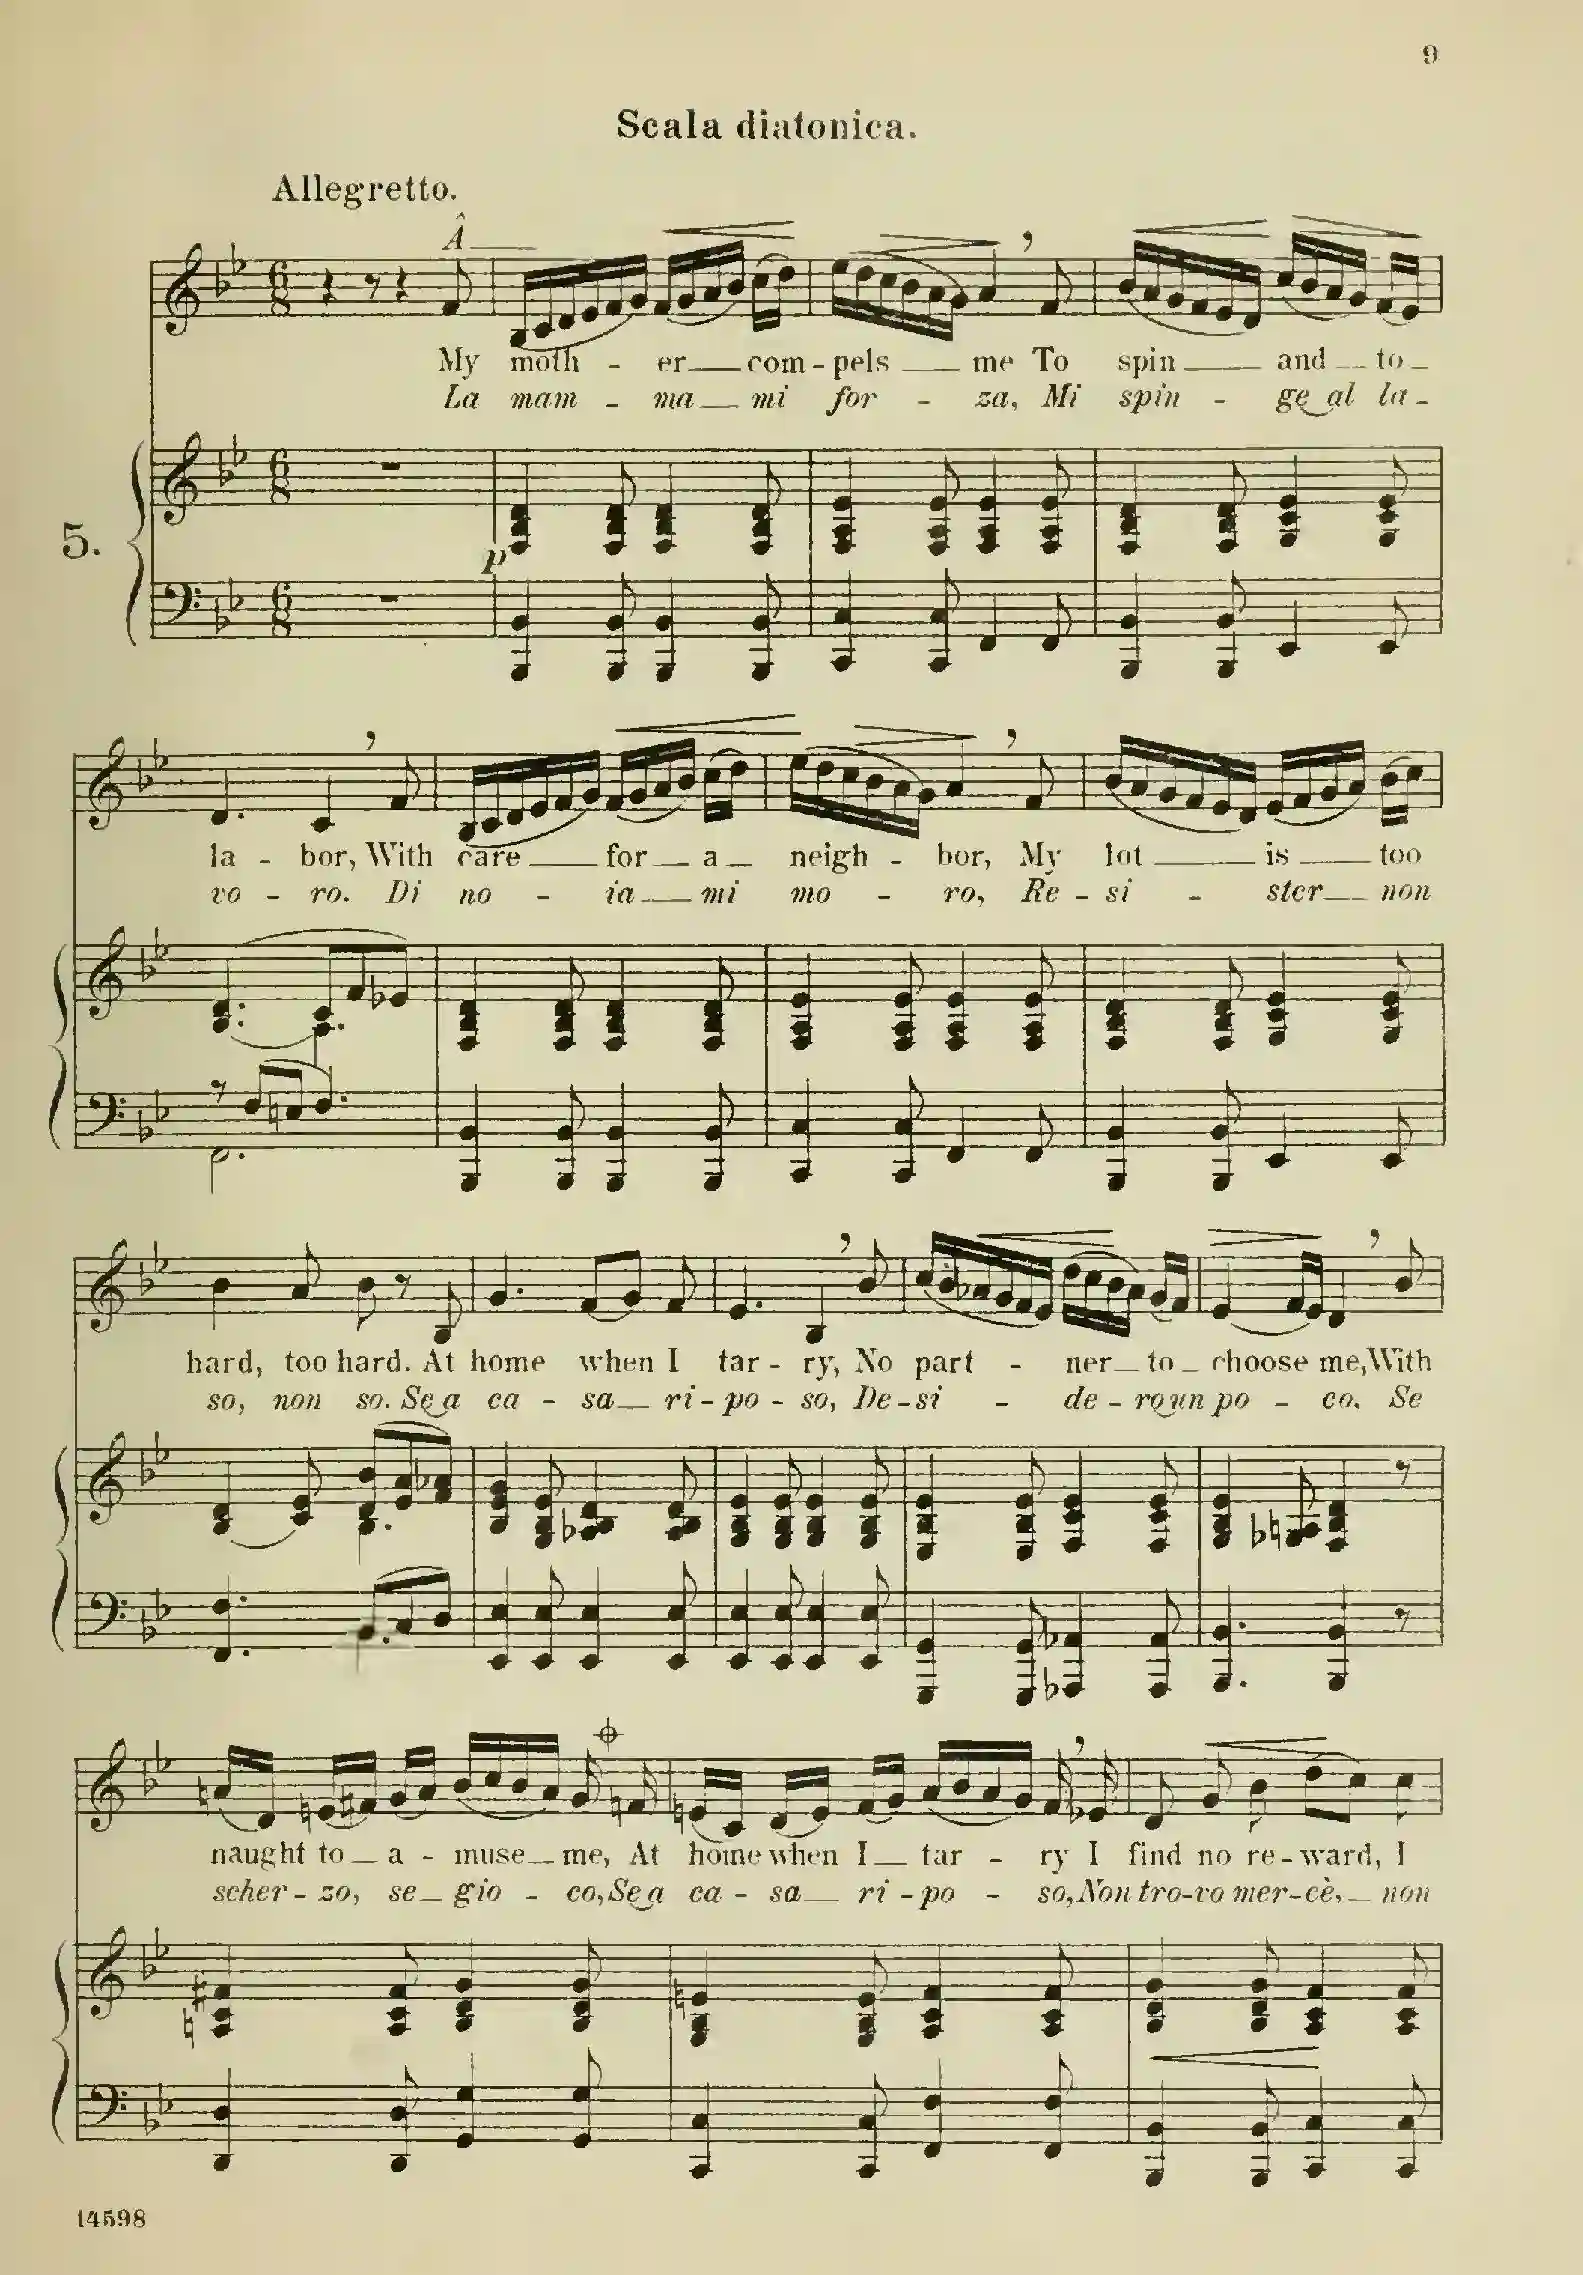 9
Scala diatonica.
Allegretto.
Â
My moth - er com - pels me To spin and to
La mam - ma mi for - za, Mi spin - ge al la -
5.
p
la - bor, With care for a neigh - bor, My lot is too
vo - ro. Di no - ia mi mo - ro, Re - si - ster non
hard, too hard. At home when I tar - ry, No part - ner to choose me, With
so, non so. Se a ca - sa ri - po - so, De - si - de - ro un po - co. Se
naught to a - muse me, At home when I tar - ry I find no re - ward, I
scher - zo, se gio - co, Se a ca - sa ri - po - so, Non tro - vo mer - cè, non
14598